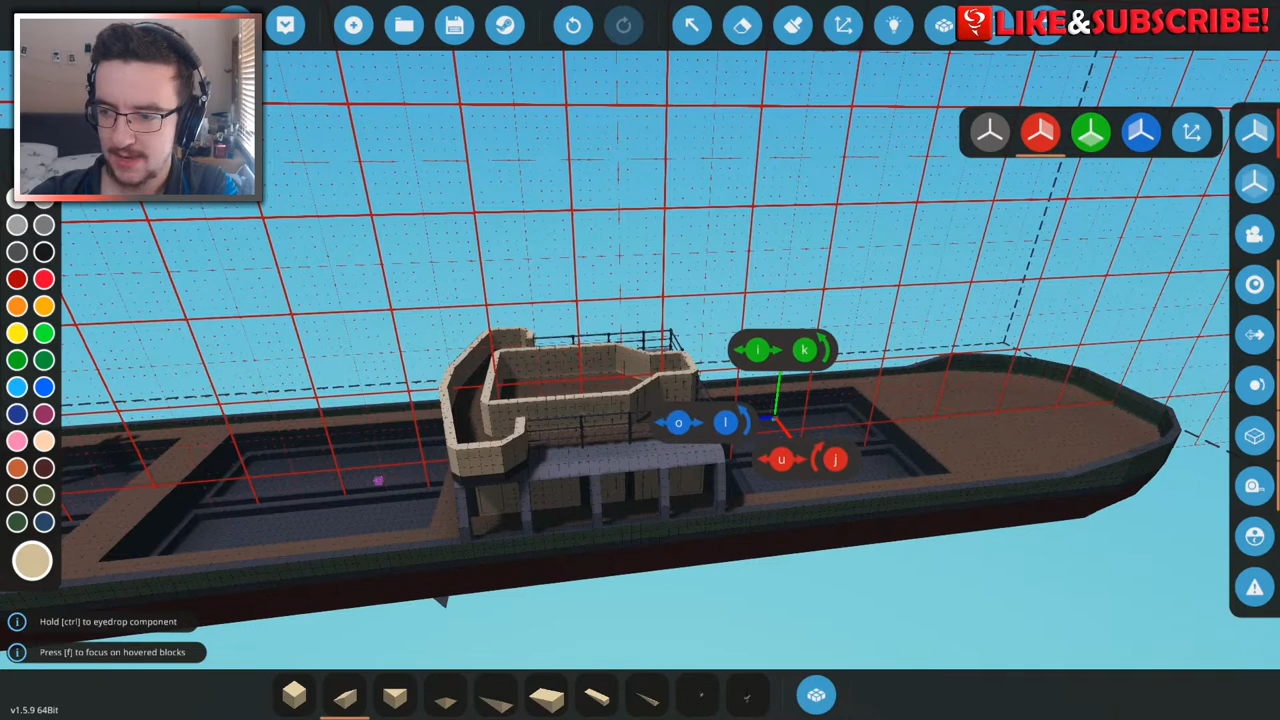 LIKE&SUBSCRIBE!
i k
o l
u j
Hold [ctrl] to eyedrop component
Press [f] to focus on hovered blocks
v1.5.9 64Bit